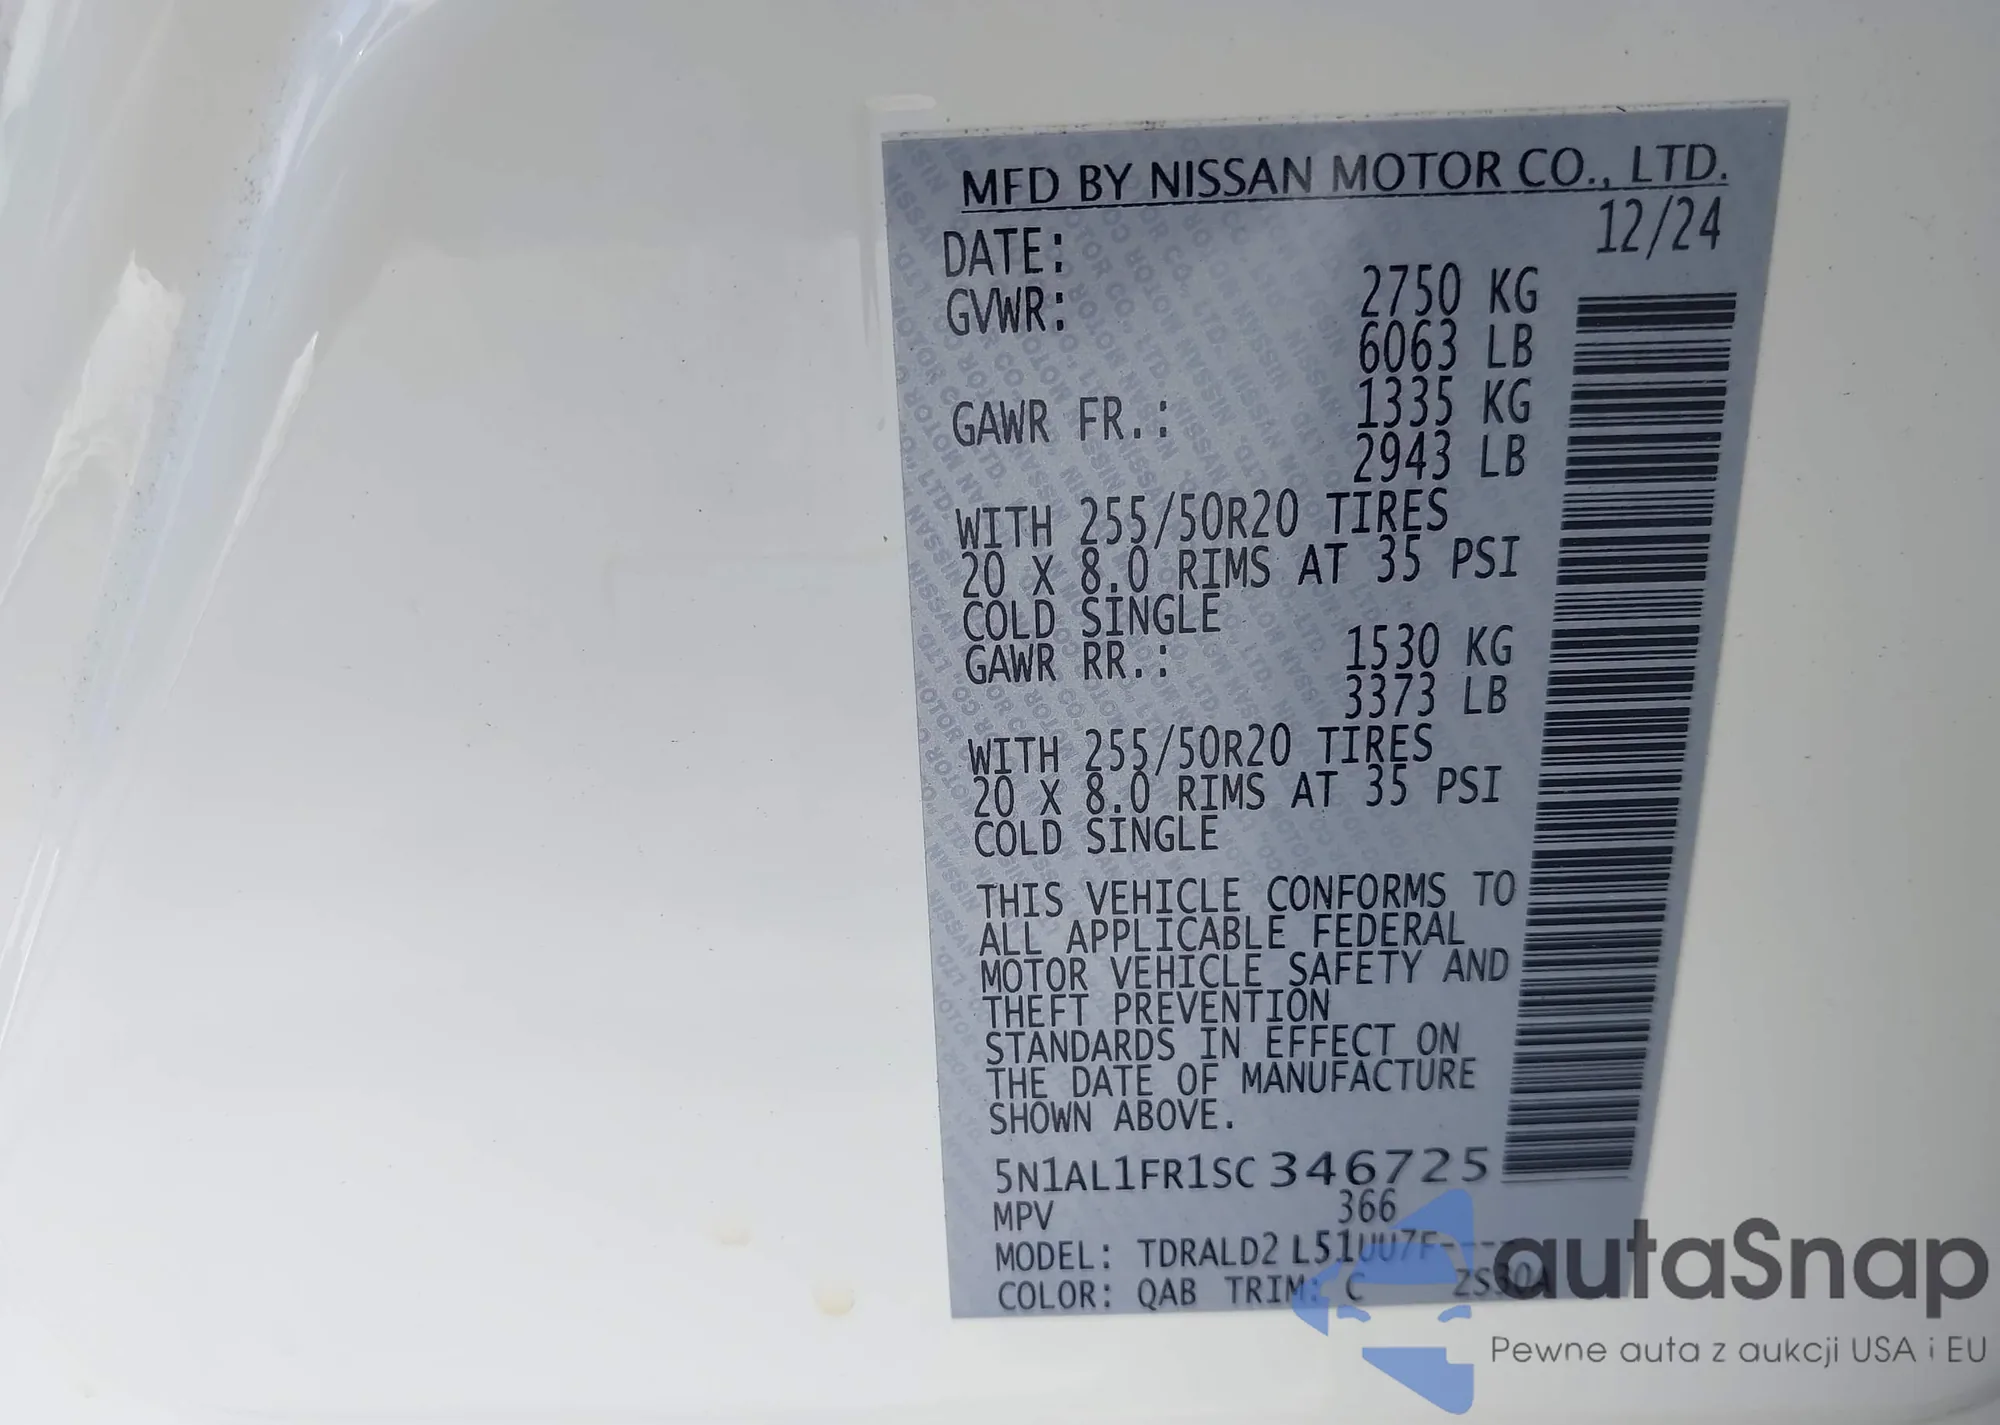 MFD BY NISSAN MOTOR CO., LTD.
DATE: 12/24
GVWR: 2750 KG
6063 LB
GAWR FR.: 1335 KG
2943 LB
WITH 255/50R20 TIRES
20 X 8.0 RIMS AT 35 PSI
COLD SINGLE
GAWR RR.: 1530 KG
3373 LB
WITH 255/50R20 TIRES
20 X 8.0 RIMS AT 35 PSI
COLD SINGLE
THIS VEHICLE CONFORMS TO
ALL APPLICABLE FEDERAL
MOTOR VEHICLE SAFETY AND
THEFT PREVENTION
STANDARDS IN EFFECT ON
THE DATE OF MANUFACTURE
SHOWN ABOVE.
5N1AL1FR1SC346725
MPV 366
MODEL: TDRALD2 L51UU7F----
COLOR: QAB TRIM: C ZS30A
autaSnap
Pewne auta z aukcji USA i EU